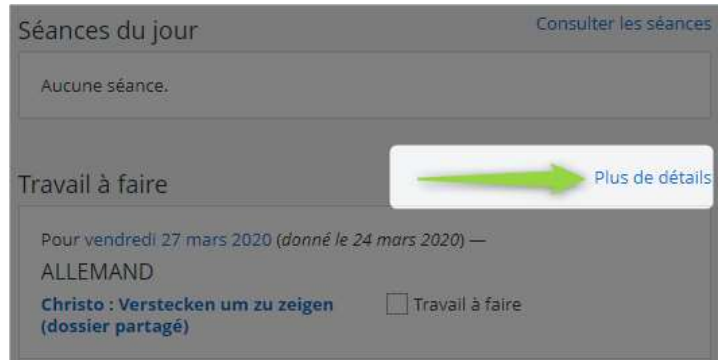 Séances du jour
Consulter les séances
Aucune séance.
Travail à faire
Plus de détails
Pour vendredi 27 mars 2020 (donné le 24 mars 2020) —
ALLEMAND
Christo : Verstecken um zu zeigen
(dossier partagé)
Travail à faire